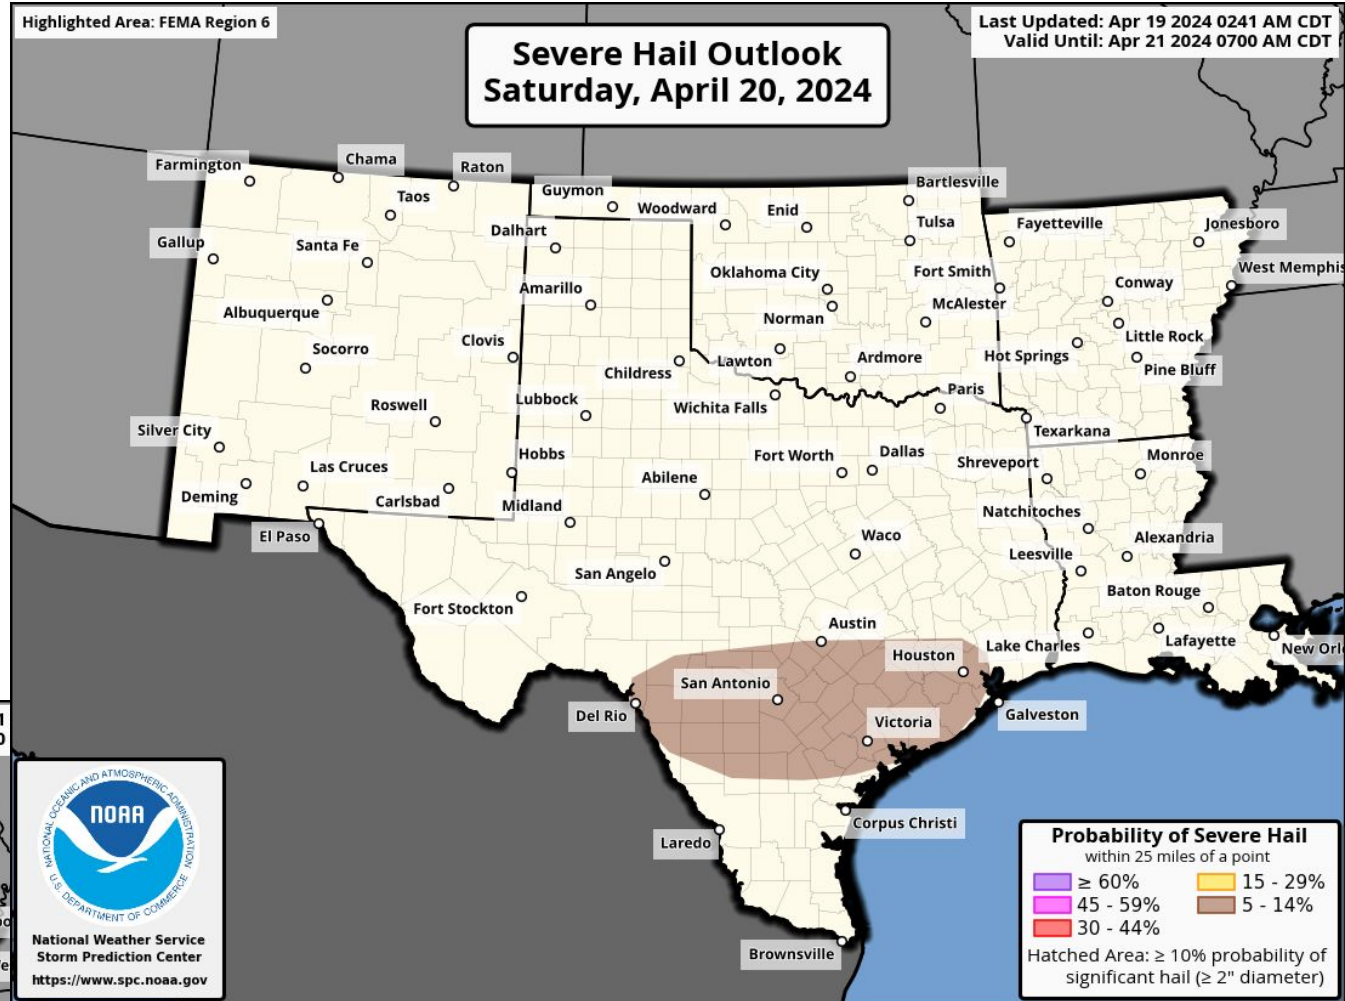 Highlighted Area: FEMA Region 6
Severe Hail Outlook
Saturday, April 20, 2024
Last Updated: Apr 19 2024 0241 AM CDT
Valid Until: Apr 21 2024 0700 AM CDT
Farmington
Chama
Raton
Taos
Guymon
Woodward
Enid
Bartlesville
Tulsa
Fayetteville
Jonesboro
Gallup
Santa Fe
Dalhart
Oklahoma City
Fort Smith
West Memphis
Albuquerque
Amarillo
Norman
McAlester
Conway
Socorro
Clovis
Childress
Lawton
Ardmore
Hot Springs
Little Rock
Pine Bluff
Roswell
Lubbock
Wichita Falls
Paris
Silver City
Texarkana
Las Cruces
Hobbs
Fort Worth
Dallas
Shreveport
Monroe
Deming
Carlsbad
Midland
Abilene
Natchitoches
El Paso
Waco
Leesville
Alexandria
San Angelo
Fort Stockton
Baton Rouge
Austin
Houston
Lake Charles
Lafayette
New Orl
San Antonio
Del Rio
Victoria
Galveston
Laredo
Corpus Christi
Brownsville
NATIONAL OCEANIC AND ATMOSPHERIC ADMINISTRATION
NOAA
U.S. DEPARTMENT OF COMMERCE
National Weather Service
Storm Prediction Center
https://www.spc.noaa.gov
Probability of Severe Hail
within 25 miles of a point
≥ 60% 15 - 29%
45 - 59% 5 - 14%
30 - 44%
Hatched Area: ≥ 10% probability of
significant hail (≥ 2" diameter)